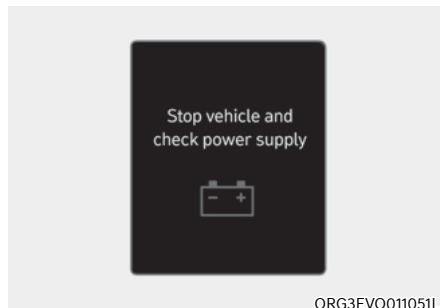 Stop vehicle and
check power supply
- +
ORG3EVQ011051L